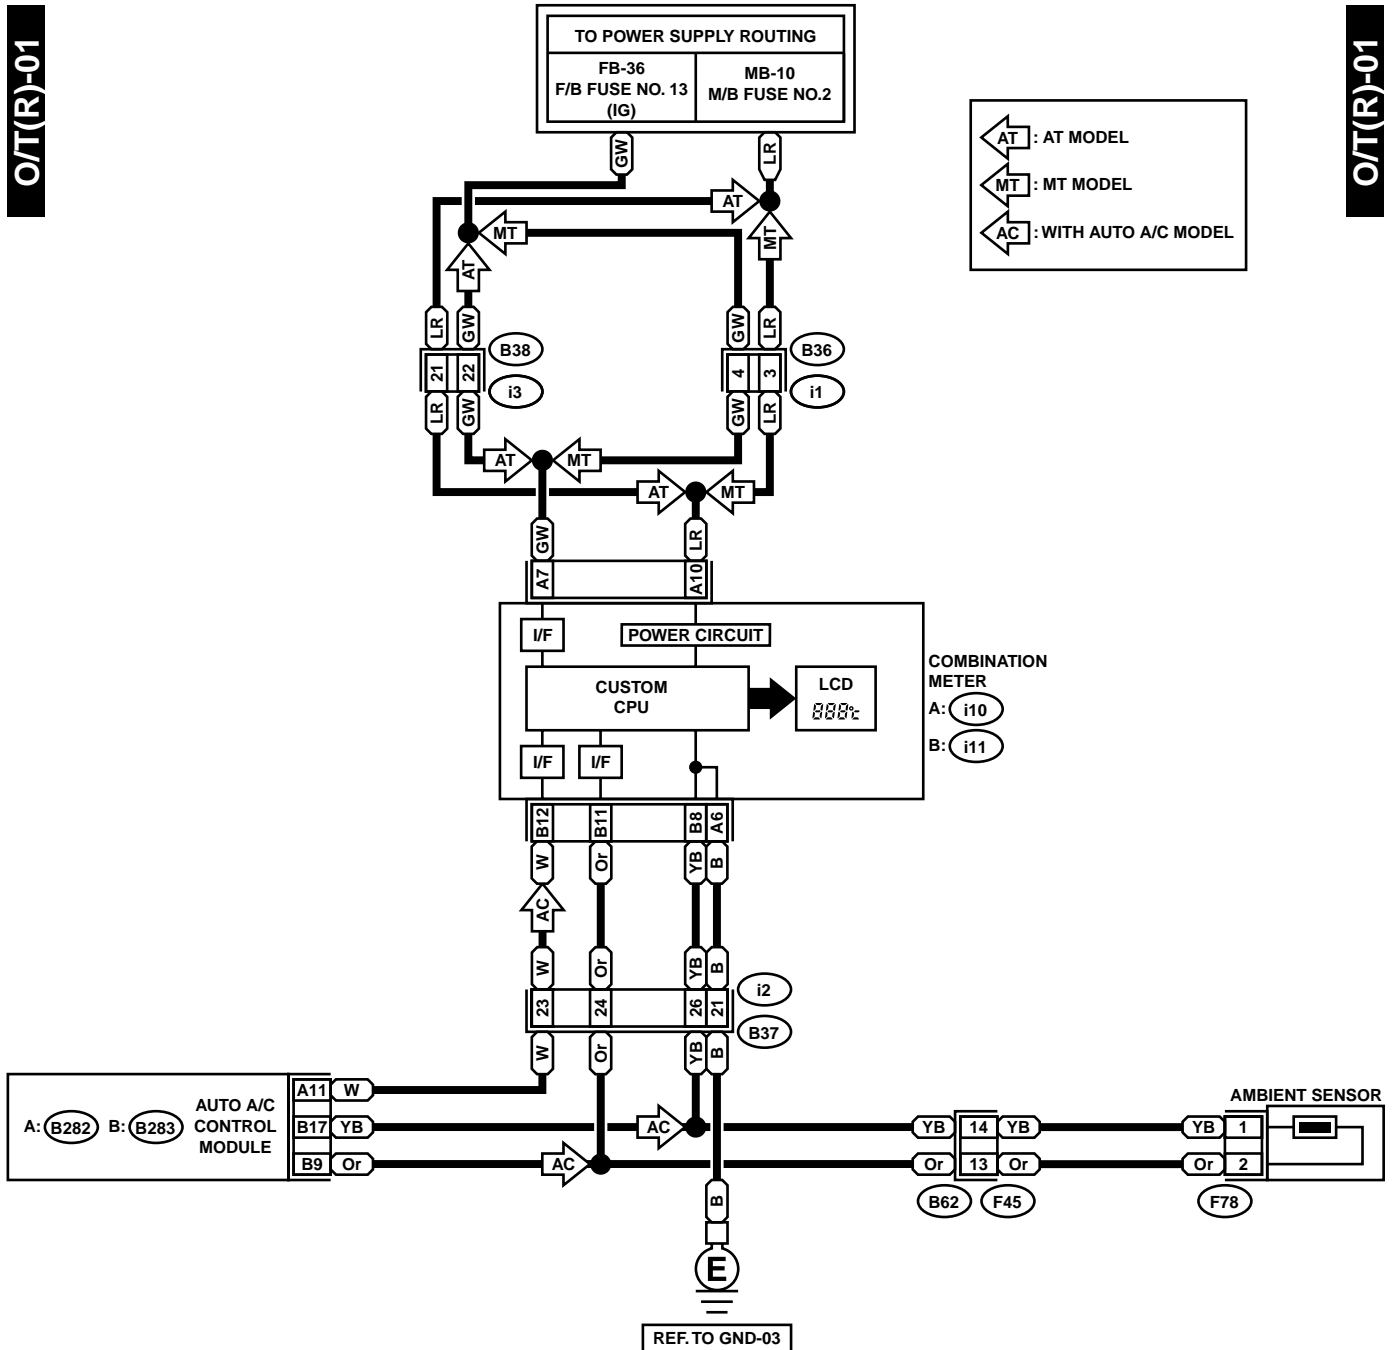 O/T(R)-01
O/T(R)-01
TO POWER SUPPLY ROUTING
FB-36
F/B FUSE NO. 13
(IG)
MB-10
M/B FUSE NO.2
AT : AT MODEL
MT : MT MODEL
AC : WITH AUTO A/C MODEL
GW
LR
AT
MT
AT
MT
LR
GW
GW
LR
21
22
B38
i3
4
3
B36
i1
LR
GW
GW
LR
AT
MT
AT
MT
GW
LR
A7
A10
I/F
POWER CIRCUIT
CUSTOM
CPU
LCD
888°c
I/F
I/F
COMBINATION
METER
A: i10
B: i11
B12
B11
B8
A6
W
Or
YB
B
AC
W
Or
YB
B
23
24
26
21
i2
B37
W
Or
YB
B
A: B282 B: B283
AUTO A/C
CONTROL
MODULE
A11 W
B17 YB
B9 Or
AC
AC
YB 14 YB
Or 13 Or
B62 F45
YB 1
Or 2
F78
AMBIENT SENSOR
B
E
REF. TO GND-03